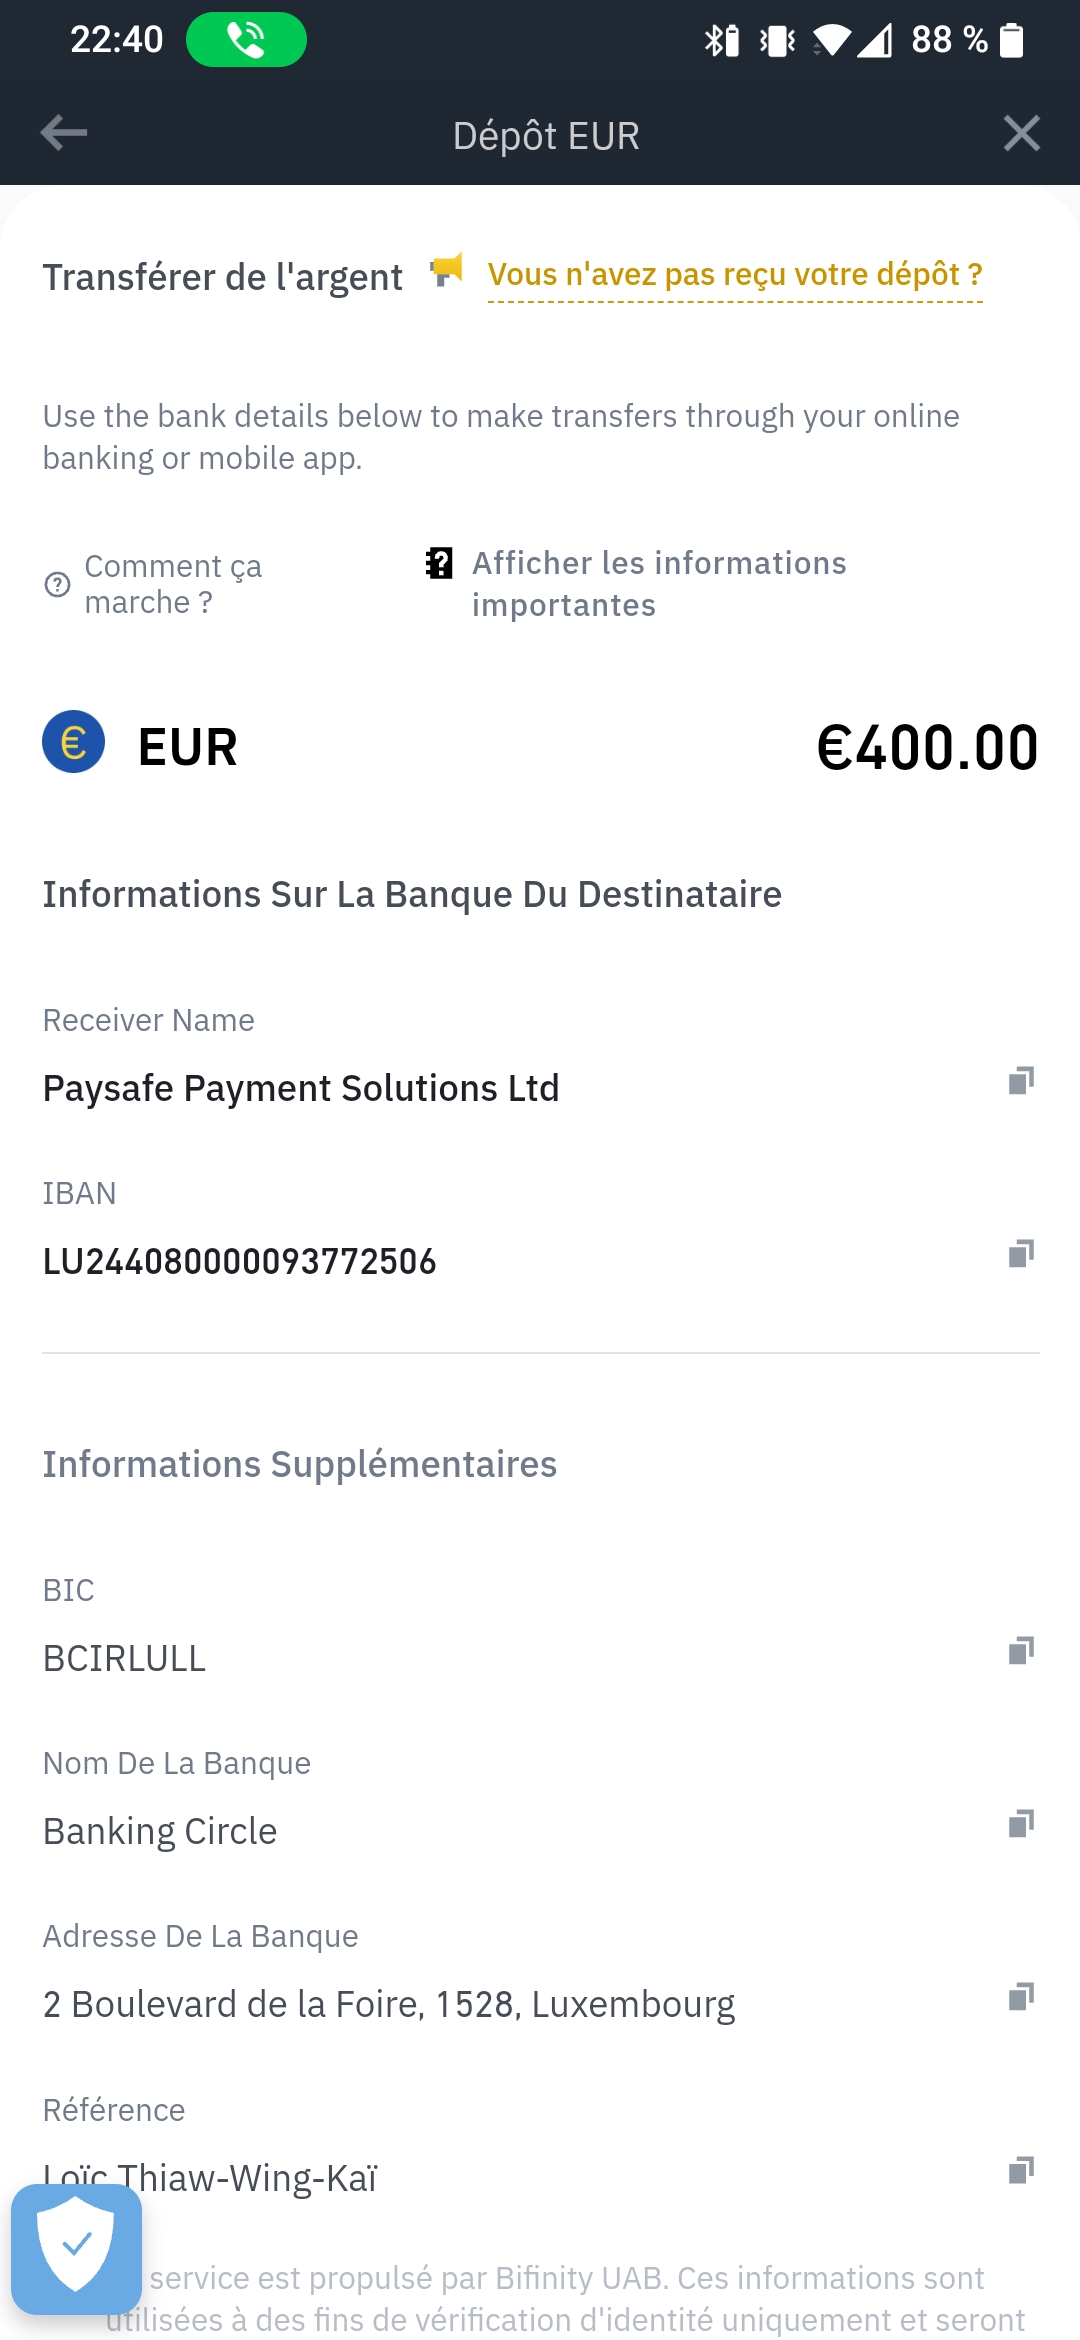 22:40
88 %
Dépôt EUR
Transférer de l'argent
Vous n'avez pas reçu votre dépôt ?
Use the bank details below to make transfers through your online
banking or mobile app.
Comment ça
marche ?
Afficher les informations
importantes
EUR
€400.00
Informations Sur La Banque Du Destinataire
Receiver Name
Paysafe Payment Solutions Ltd
IBAN
LU244080000093772506
Informations Supplémentaires
BIC
BCIRLULL
Nom De La Banque
Banking Circle
Adresse De La Banque
2 Boulevard de la Foire, 1528, Luxembourg
Référence
Loïc Thiaw-Wing-Kaï
service est propulsé par Bifinity UAB. Ces informations sont
utilisées à des fins de vérification d'identité uniquement et seront